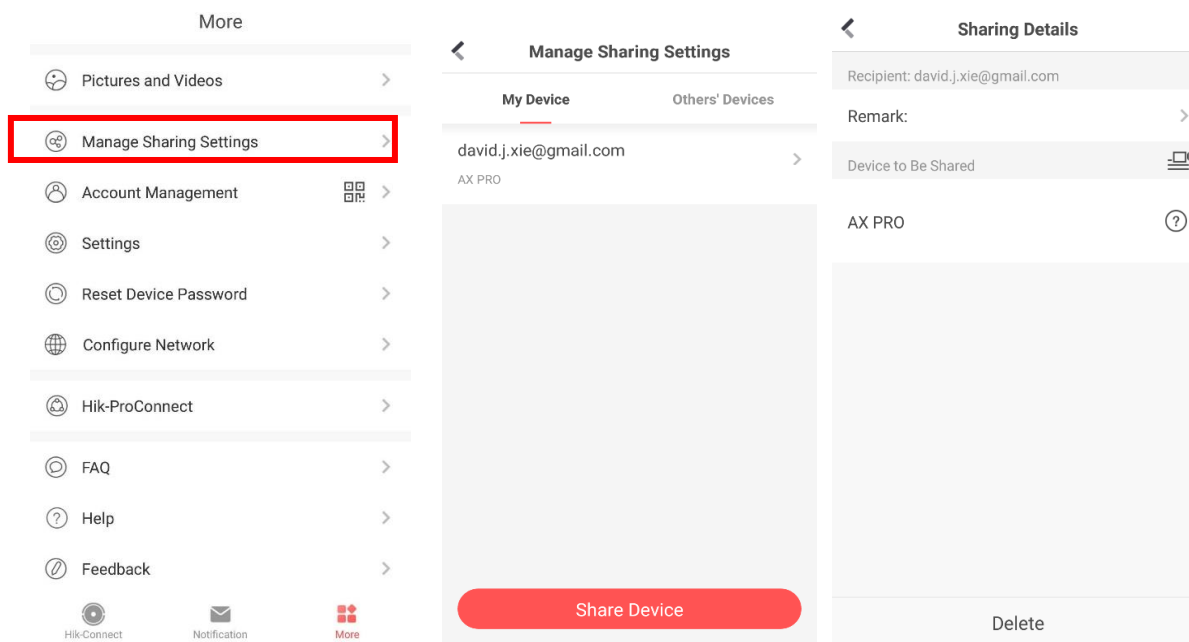 More
Pictures and Videos
Manage Sharing Settings
Account Management
Settings
Reset Device Password
Configure Network
Hik-ProConnect
FAQ
Help
Feedback
Hik-Connect
Notification
More
Manage Sharing Settings
My Device
Others' Devices
david.j.xie@gmail.com
AX PRO
Share Device
Sharing Details
Recipient: david.j.xie@gmail.com
Remark:
Device to Be Shared
AX PRO
Delete